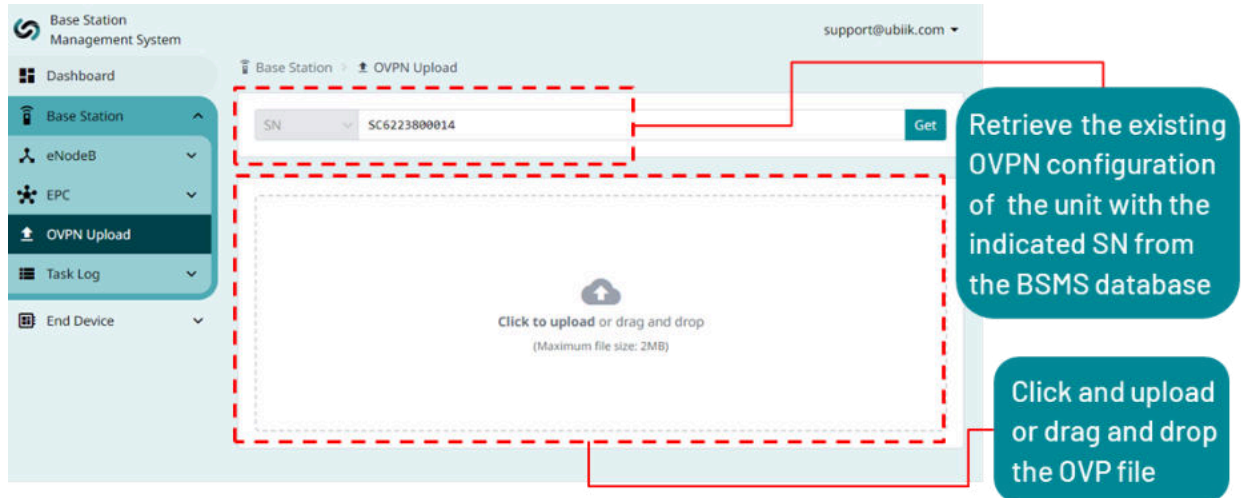 Base Station
Management System
support@ubiik.com
Dashboard
Base Station
eNodeB
EPC
OVPN Upload
Task Log
End Device
Base Station > OVPN Upload
SN
SC6223800014
Get
Click to upload or drag and drop
(Maximum file size: 2MB)
Retrieve the existing
OVPN configuration
of the unit with the
indicated SN from
the BSMS database
Click and upload
or drag and drop
the OVP file